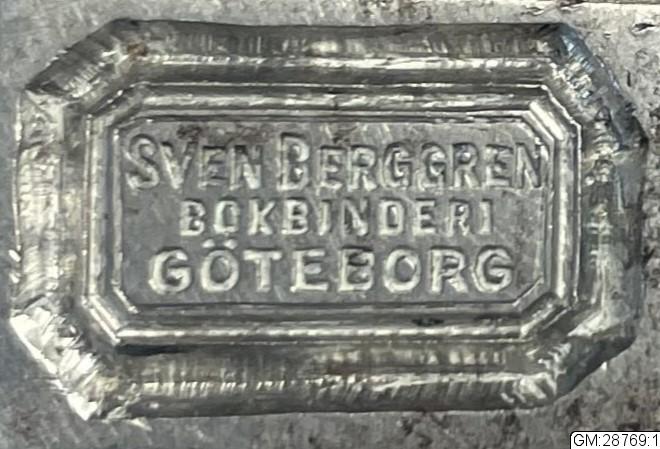 SVEN BERGGREN
BOKBINDERI
GÖTEBORG
GM:28769:1